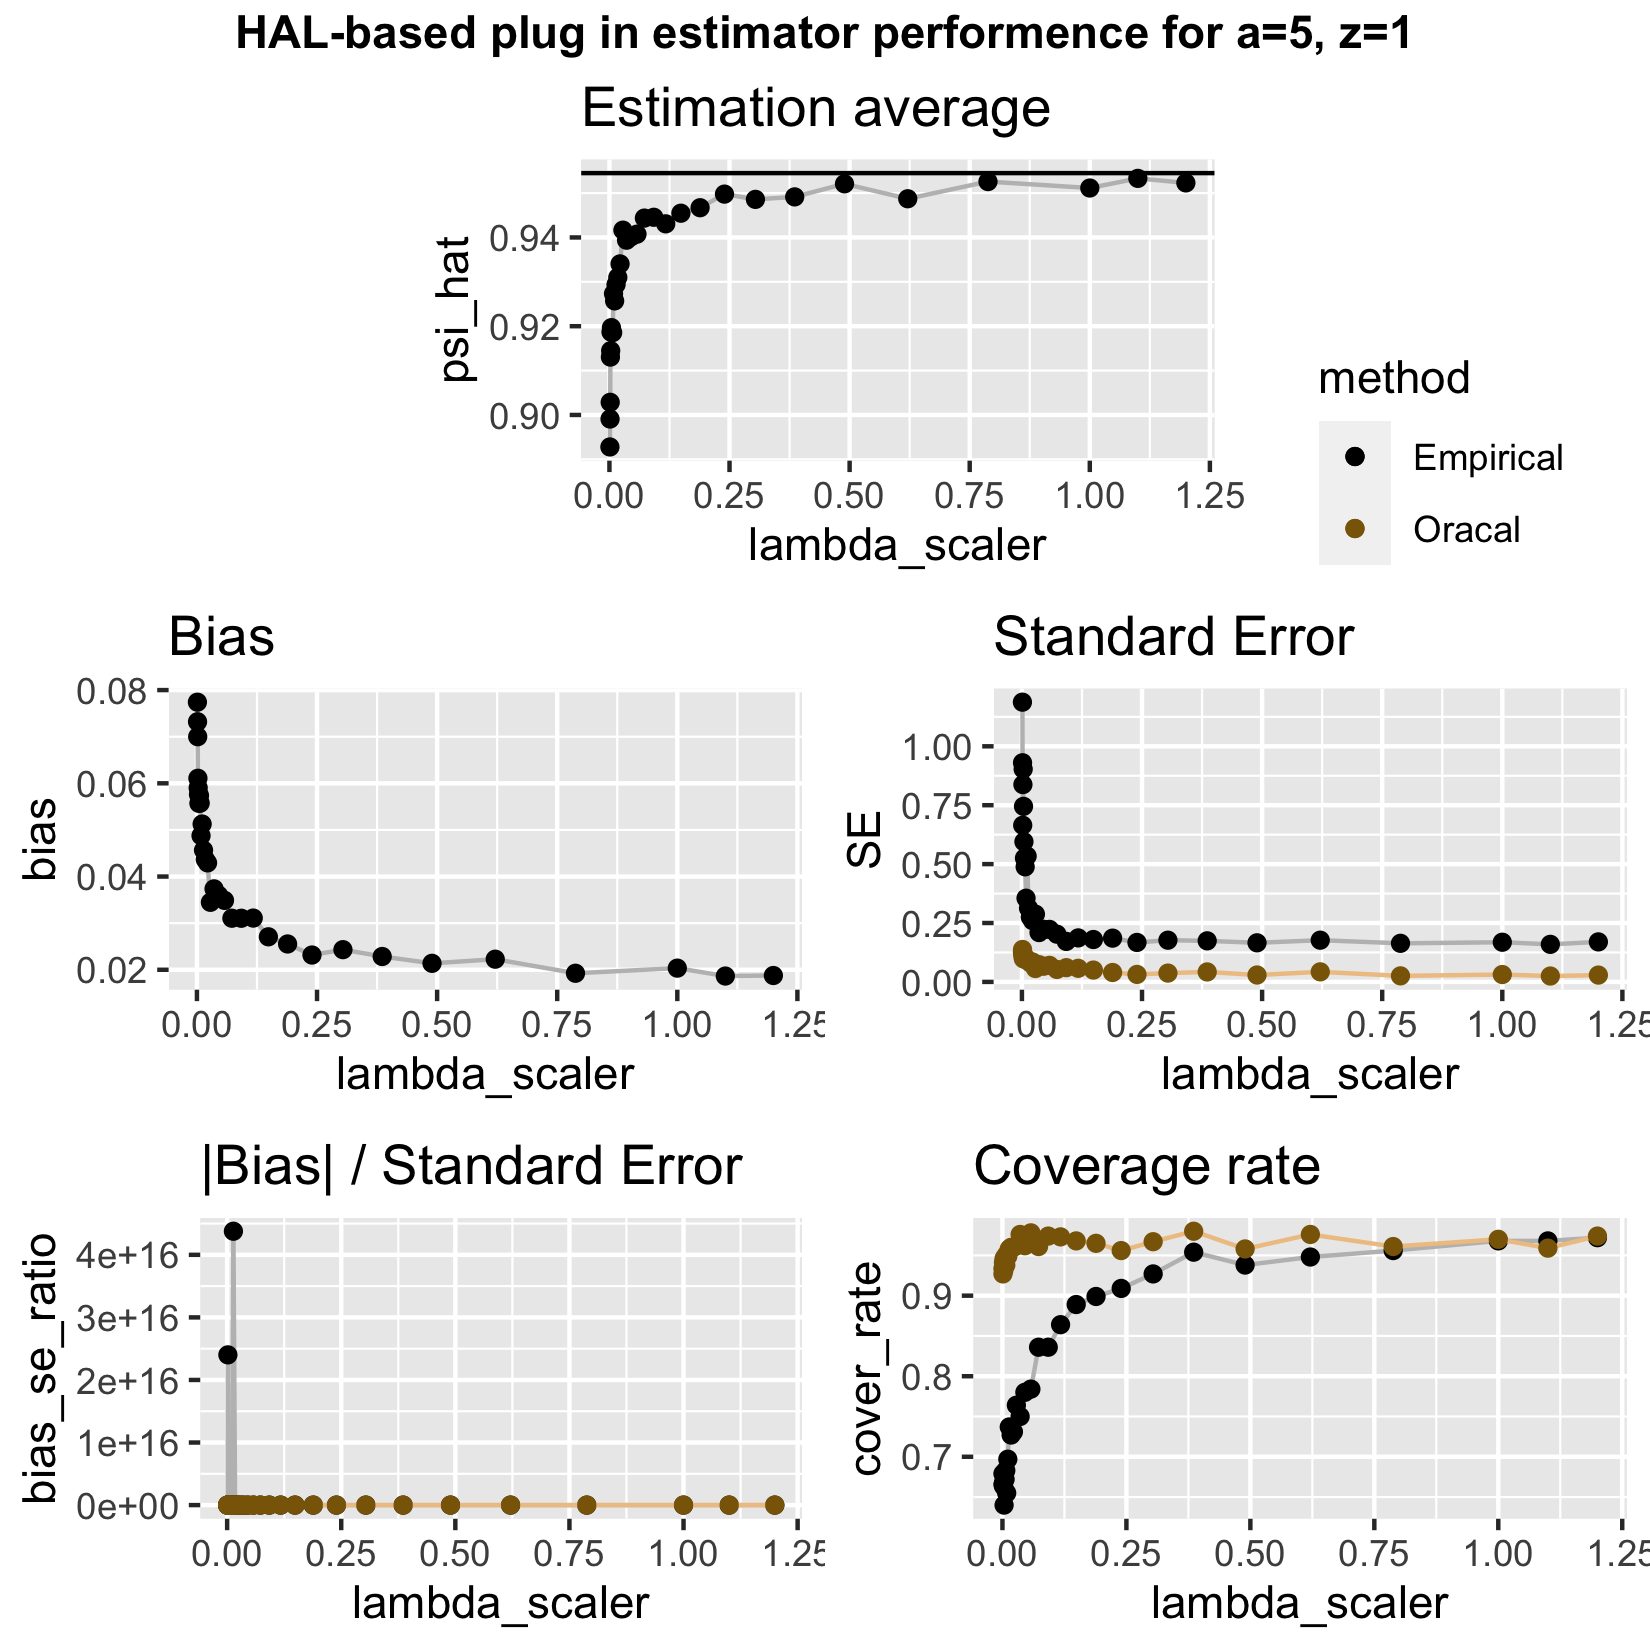 HAL-based plug in estimator performence for a=5, z=1
Estimation average
psi_hat
0.94
0.92
0.90
0.00 0.25 0.50 0.75 1.00 1.25
lambda_scaler
method
Empirical
Oracal
Bias
bias
0.08
0.06
0.04
0.02
0.00 0.25 0.50 0.75 1.00 1.25
lambda_scaler
Standard Error
SE
1.00
0.75
0.50
0.25
0.00
0.00 0.25 0.50 0.75 1.00 1.25
lambda_scaler
|Bias| / Standard Error
bias_se_ratio
4e+16
3e+16
2e+16
1e+16
0e+00
0.00 0.25 0.50 0.75 1.00 1.25
lambda_scaler
Coverage rate
cover_rate
0.9
0.8
0.7
0.00 0.25 0.50 0.75 1.00 1.25
lambda_scaler